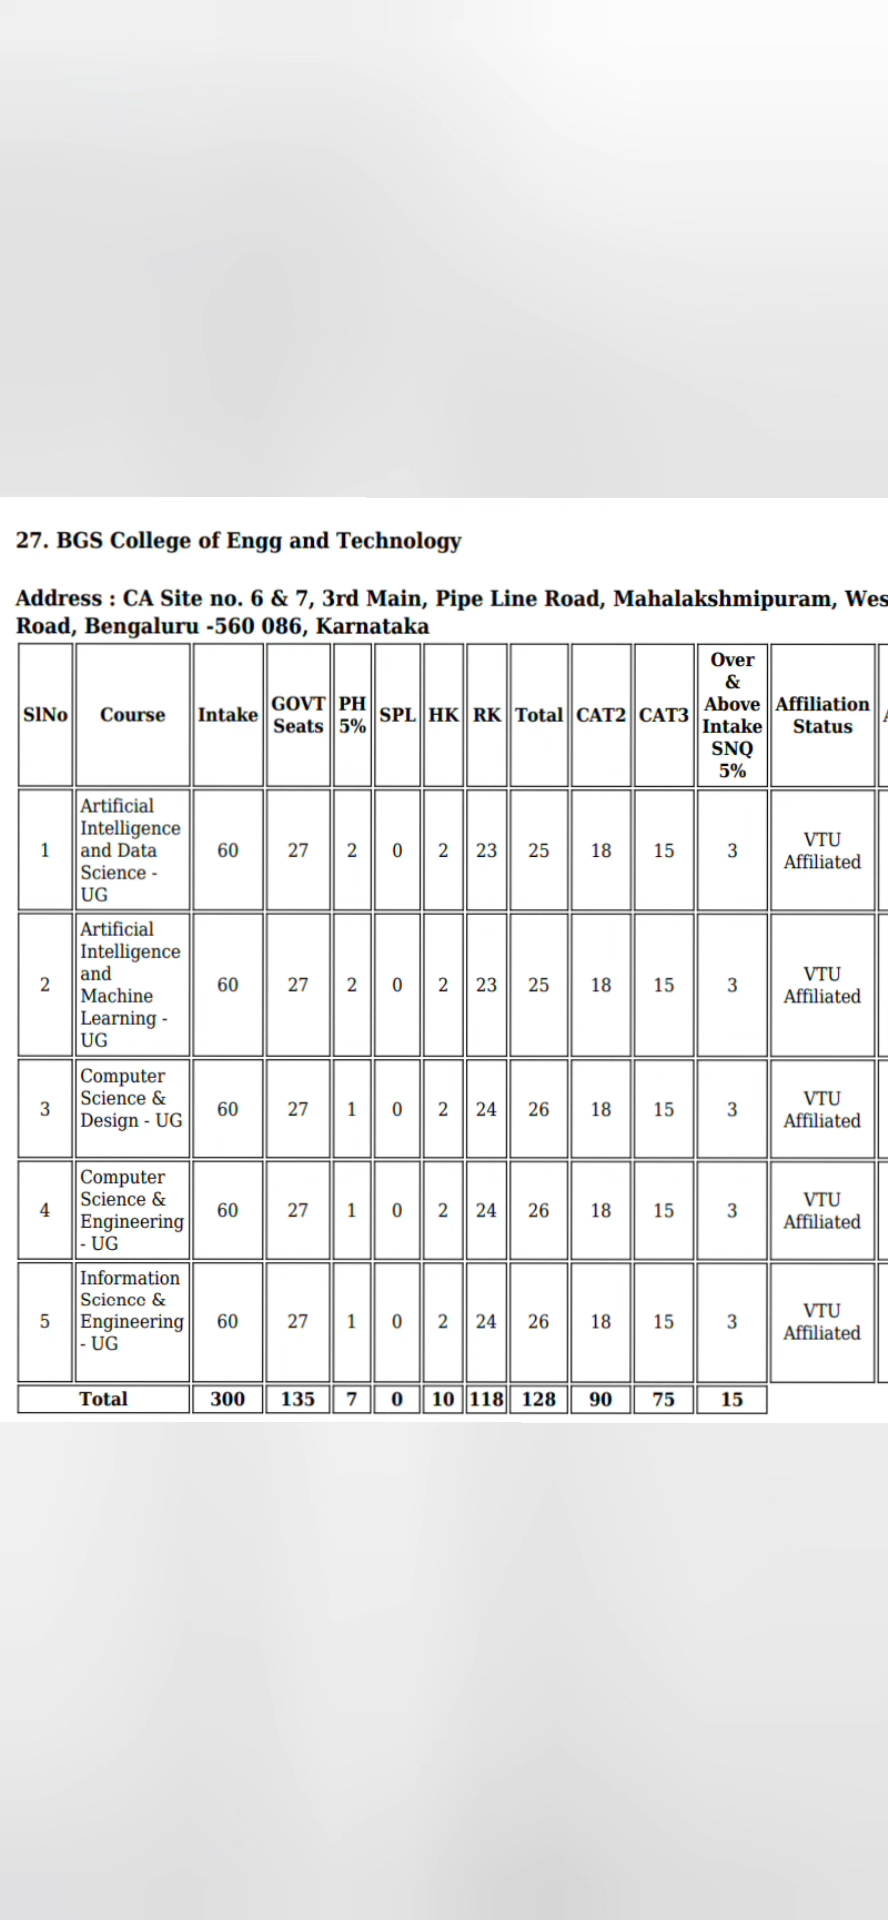 27. BGS College of Engg and Technology
Address : CA Site no. 6 & 7, 3rd Main, Pipe Line Road, Mahalakshmipuram, Wes
Road, Bengaluru -560 086, Karnataka
SlNo Course Intake GOVT Seats PH 5% SPL HK RK Total CAT2 CAT3 Over & Above Intake SNQ 5% Affiliation Status
1 Artificial Intelligence and Data Science - UG 60 27 2 0 2 23 25 18 15 3 VTU Affiliated
2 Artificial Intelligence and Machine Learning - UG 60 27 2 0 2 23 25 18 15 3 VTU Affiliated
3 Computer Science & Design - UG 60 27 1 0 2 24 26 18 15 3 VTU Affiliated
4 Computer Science & Engineering - UG 60 27 1 0 2 24 26 18 15 3 VTU Affiliated
5 Information Science & Engineering - UG 60 27 1 0 2 24 26 18 15 3 VTU Affiliated
Total 300 135 7 0 10 118 128 90 75 15